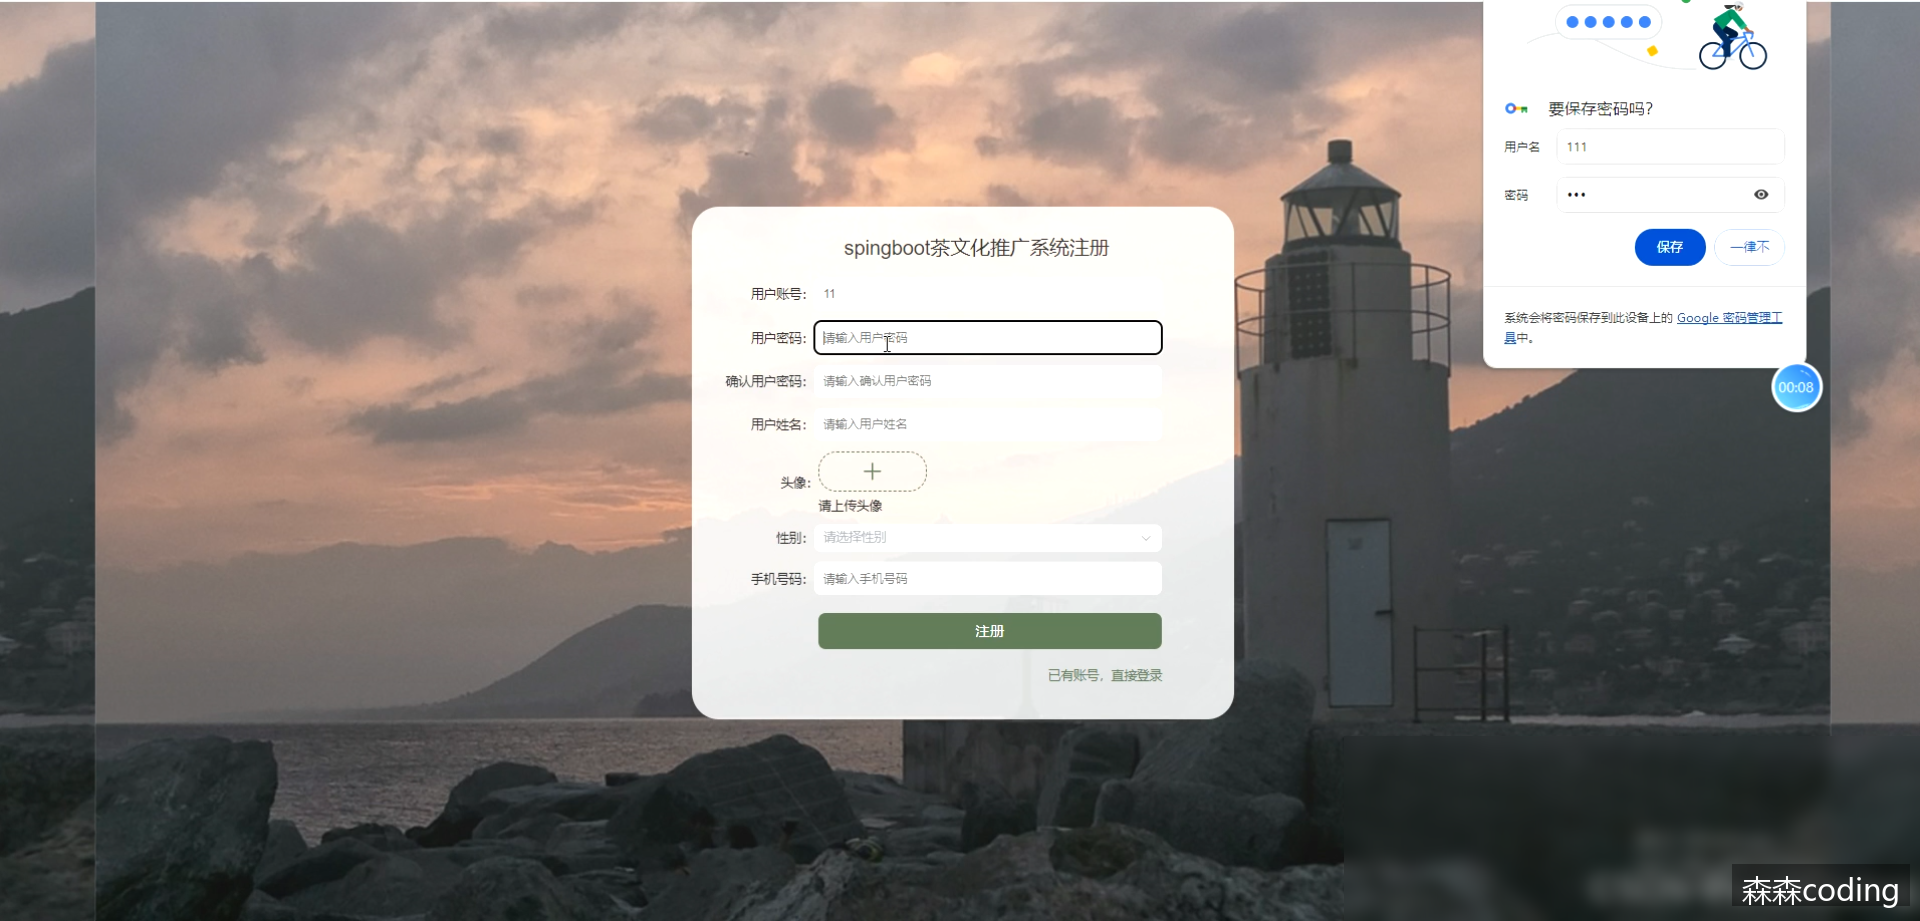 spingboot茶文化推广系统注册
用户账号： 11
用户密码： 请输入用户密码
确认用户密码： 请输入确认用户密码
用户姓名： 请输入用户姓名
头像：
请上传头像
性别： 请选择性别
手机号码： 请输入手机号码
注册
已有账号，直接登录
要保存密码吗？
用户名 111
密码 •••
保存 一律不
系统会将密码保存到此设备上的 Google 密码管理工
具中。
00:08
森森coding